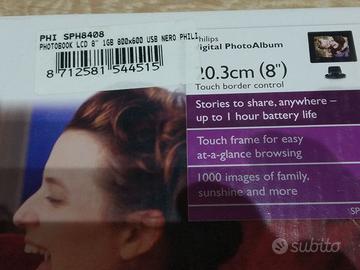 PHI SPH8408
PHOTOBOOK LCD 8" 1GB 800x600 USB NERO PHILI
8 712581 544515
hilips
igital PhotoAlbum
20.3cm (8")
Touch border control
Stories to share, anywhere –
up to 1 hour battery life
Touch frame for easy
at-a-glance browsing
1000 images of family,
sunshine and more
SP
subito